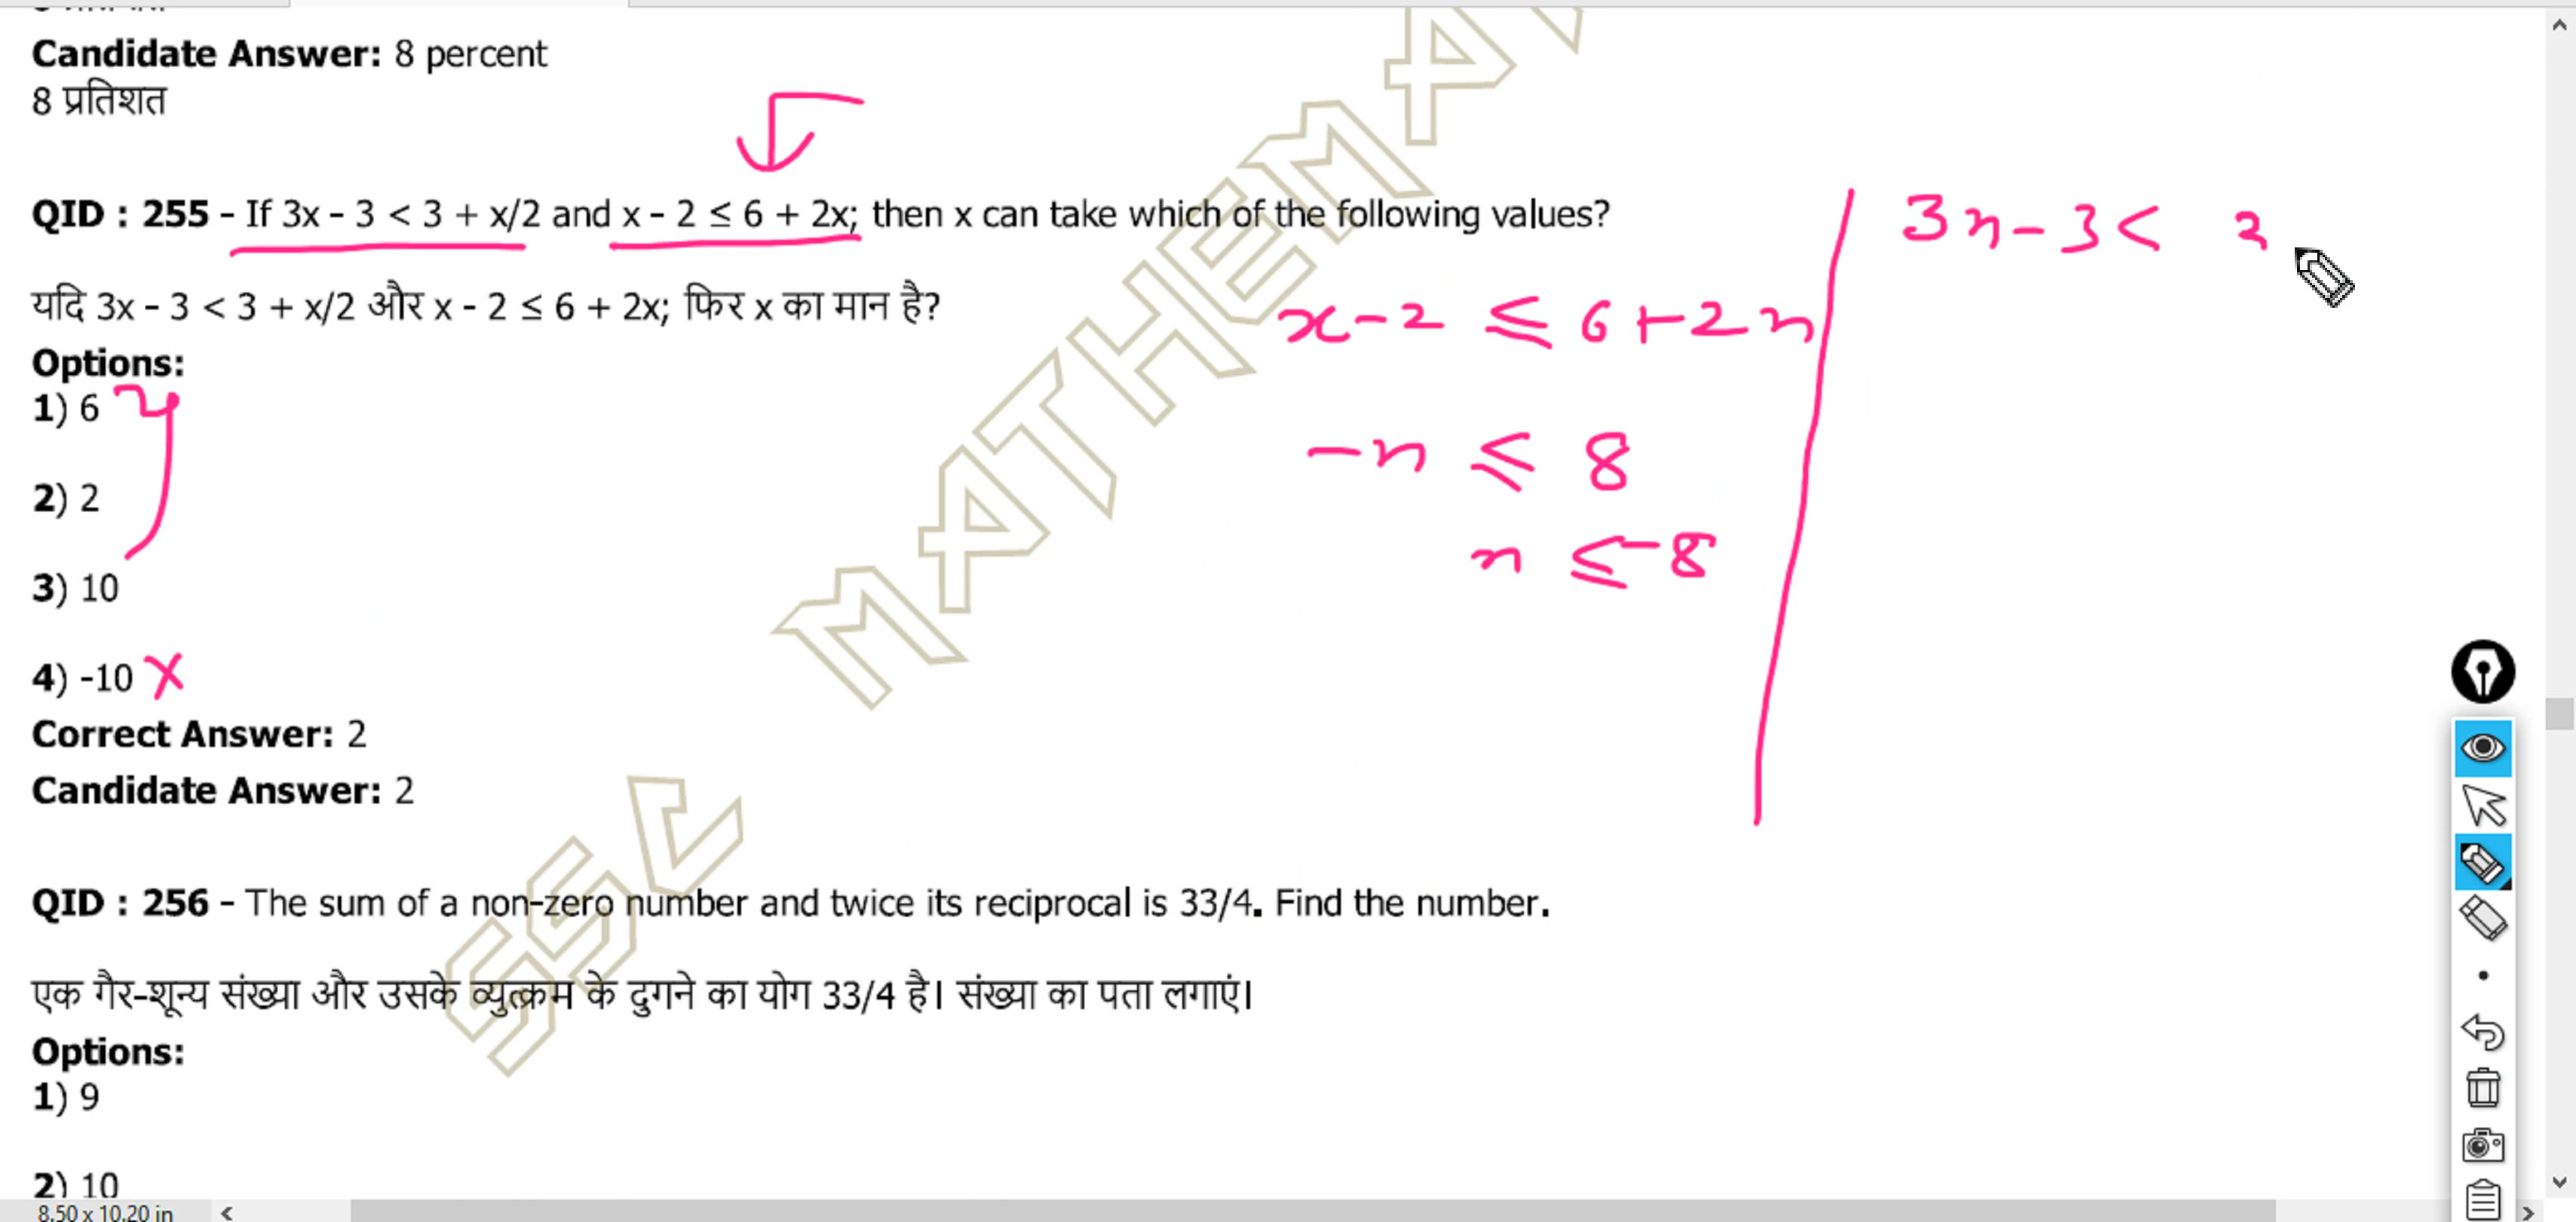 Candidate Answer: 8 percent
8 प्रतिशत
QID : 255 - If 3x - 3 < 3 + x/2 and x - 2 ≤ 6 + 2x; then x can take which of the following values?
यदि 3x - 3 < 3 + x/2 और x - 2 ≤ 6 + 2x; फिर x का मान है?
Options:
1) 6
2) 2
3) 10
4) -10 x
Correct Answer: 2
Candidate Answer: 2
x-2 ≤ 6+2x
-x ≤ 8
x ≤ -8
3x-3 <
QID : 256 - The sum of a non-zero number and twice its reciprocal is 33/4. Find the number.
एक गैर-शून्य संख्या और उसके व्युत्क्रम के दुगने का योग 33/4 है। संख्या का पता लगाएं।
Options:
1) 9
2) 10
SSC MATHEMA
8.50 x 10.20 in